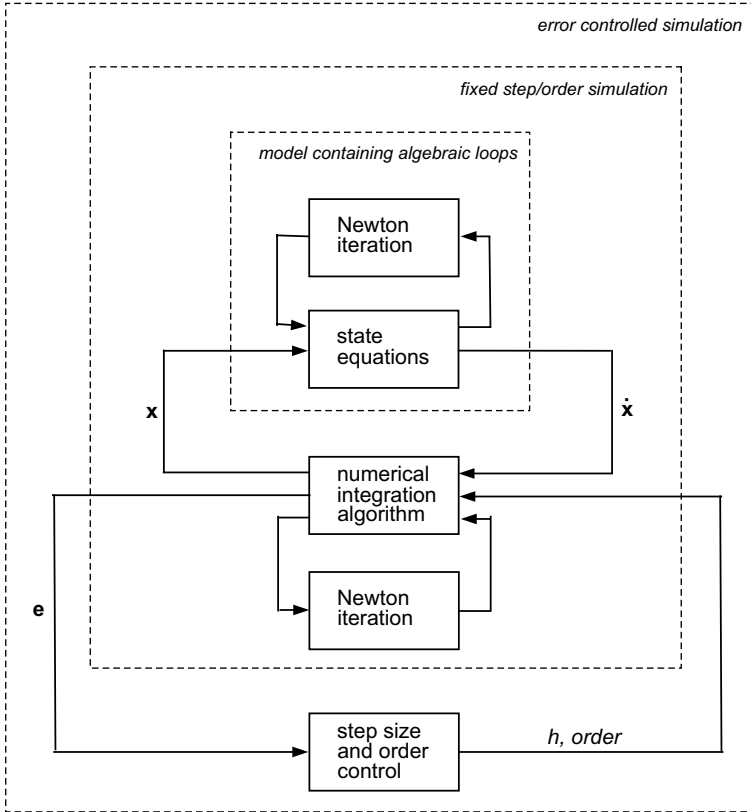 error controlled simulation
fixed step/order simulation
model containing algebraic loops
Newton
iteration
state
equations
x
ẋ
numerical
integration
algorithm
Newton
iteration
e
step size
and order
control
h, order